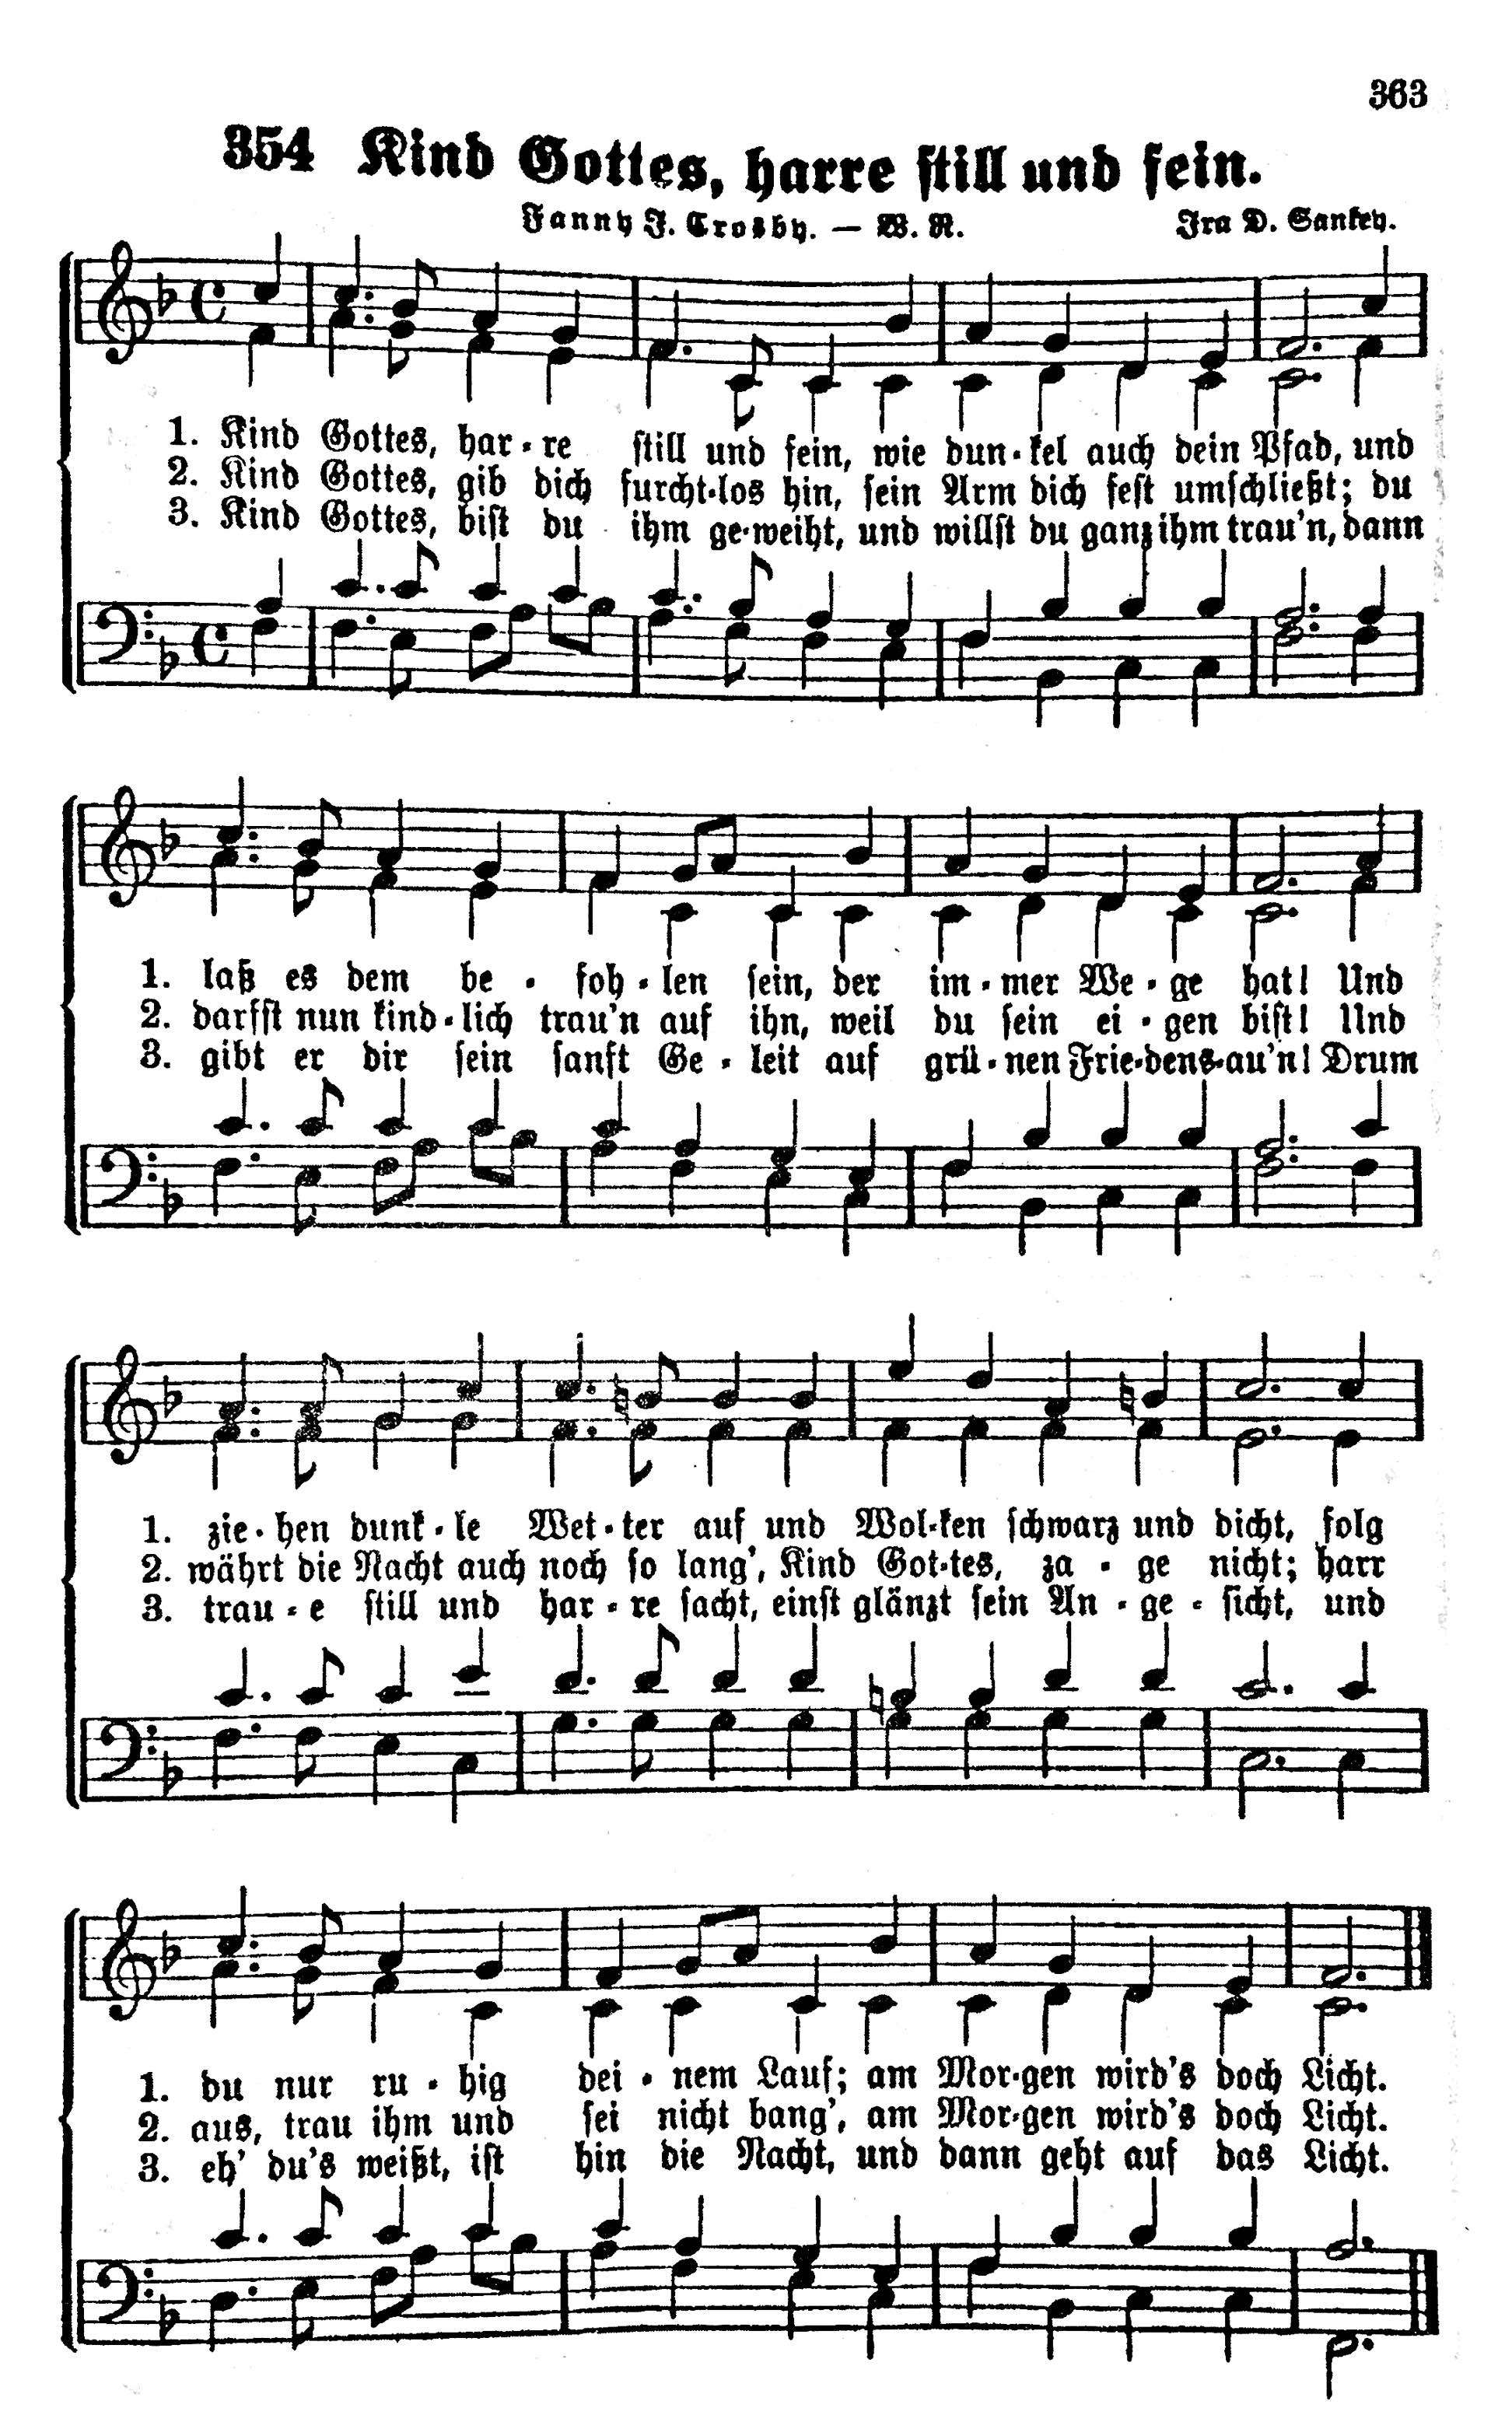 363
354 Kind Gottes, harre still und fein.
Fanny J. Crosby. — W. R. Ira D. Sankey.
1. Kind Gottes, har-re still und fein, wie dun-kel auch dein Pfad, und
2. Kind Gottes, gib dich furcht-los hin, sein Arm dich fest umschließt; du
3. Kind Gottes, bist du ihm ge-weiht, und willst du ganz ihm trau'n, dann
1. laß es dem be-foh-len sein, der im-mer We-ge hat! Und
2. darfst nun kind-lich trau'n auf ihn, weil du sein ei-gen bist! Und
3. gibt er dir sein sanft Ge-leit auf grü-nen Frie-dens-au'n! Drum
1. zie-hen dunk-le Wet-ter auf und Wol-ken schwarz und dicht, folg
2. währt die Nacht auch noch so lang', Kind Got-tes, za-ge nicht; harr
3. trau-e still und har-re sacht, einst glänzt sein An-ge-sicht, und
1. du nur ru-hig dei-nem Lauf; am Mor-gen wird's doch Licht.
2. aus, trau ihm und sei nicht bang', am Mor-gen wird's doch Licht.
3. eh' du's weißt, ist hin die Nacht, und dann geht auf das Licht.